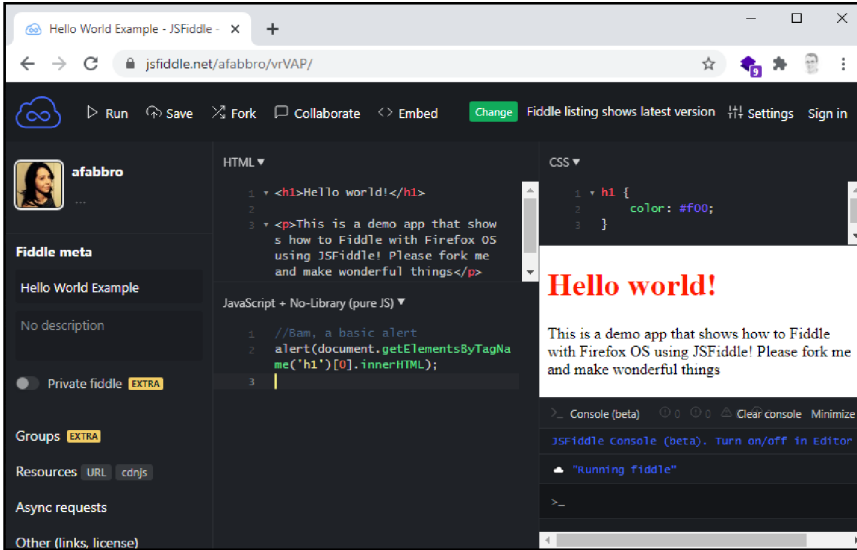 Hello World Example - JSFiddle -
jsfiddle.net/afabbro/vrVAP/
9
Run Save Fork Collaborate Embed Change Fiddle listing shows latest version Settings Sign in
afabbro
...
Fiddle meta
Hello World Example
No description
Private fiddle EXTRA
Groups EXTRA
Resources URL cdnjs
Async requests
Other (links, license)
HTML
1 <h1>Hello world!</h1>
2
3 <p>This is a demo app that show
s how to Fiddle with Firefox OS
using JSFiddle! Please fork me
and make wonderful things</p>
JavaScript + No-Library (pure JS)
1 //Bam, a basic alert
2 alert(document.getElementsByTagNa
me('h1')[0].innerHTML);
3
CSS
1 h1 {
2 color: #f00;
3 }
Hello world!
This is a demo app that shows how to Fiddle
with Firefox OS using JSFiddle! Please fork me
and make wonderful things
>_ Console (beta) 0 0 Clear console Minimize
JSFiddle Console (beta). Turn on/off in Editor
"Running fiddle"
>_